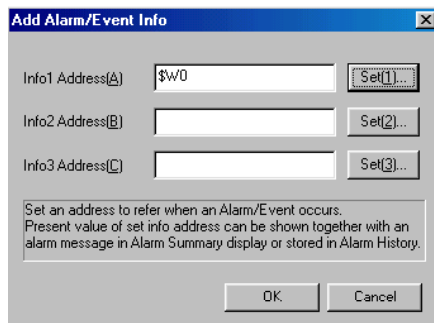 Add Alarm/Event Info
Info1 Address(A) $W0 Set(1)...
Info2 Address(B) Set(2)...
Info3 Address(C) Set(3)...
Set an address to refer when an Alarm/Event occurs.
Present value of set info address can be shown together with an
alarm message in Alarm Summary display or stored in Alarm History.
OK Cancel